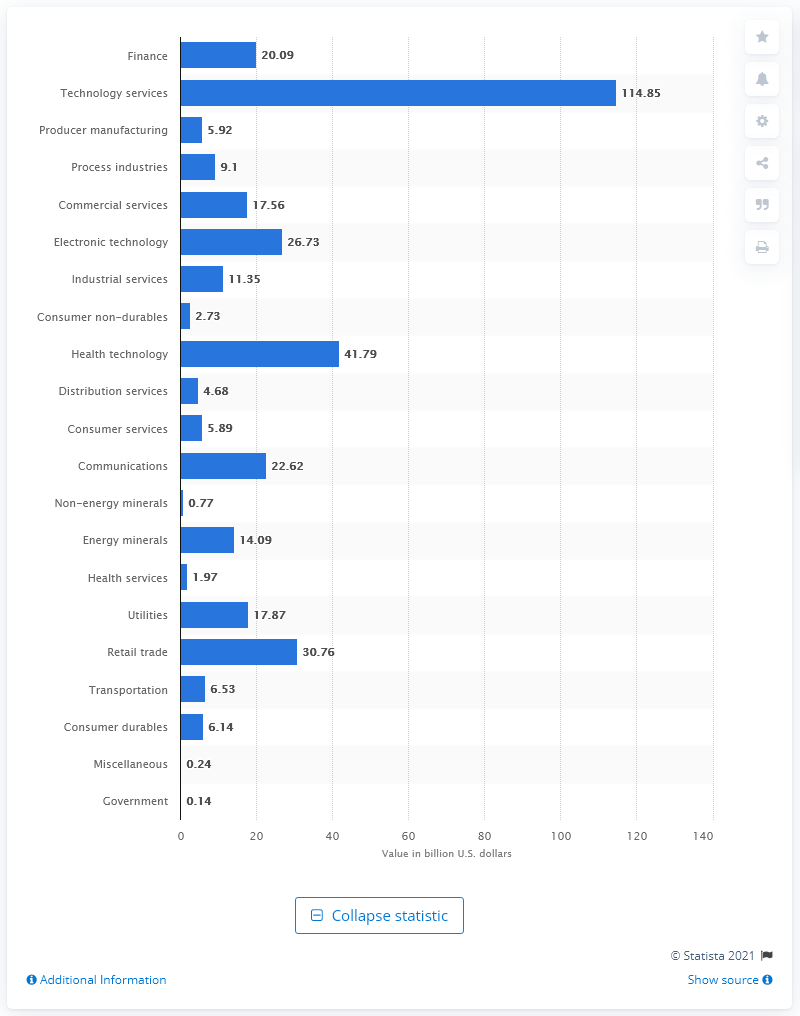 Finance 20.09
Technology services 114.85
Producer manufacturing 5.92
Process industries 9.1
Commercial services 17.56
Electronic technology 26.73
Industrial services 11.35
Consumer non-durables 2.73
Health technology 41.79
Distribution services 4.68
Consumer services 5.89
Communications 22.62
Non-energy minerals 0.77
Energy minerals 14.09
Health services 1.97
Utilities 17.87
Retail trade 30.76
Transportation 6.53
Consumer durables 6.14
Miscellaneous 0.24
Government 0.14
0 20 40 60 80 100 120 140
Value in billion U.S. dollars
Collapse statistic
© Statista 2021
Additional Information Show source